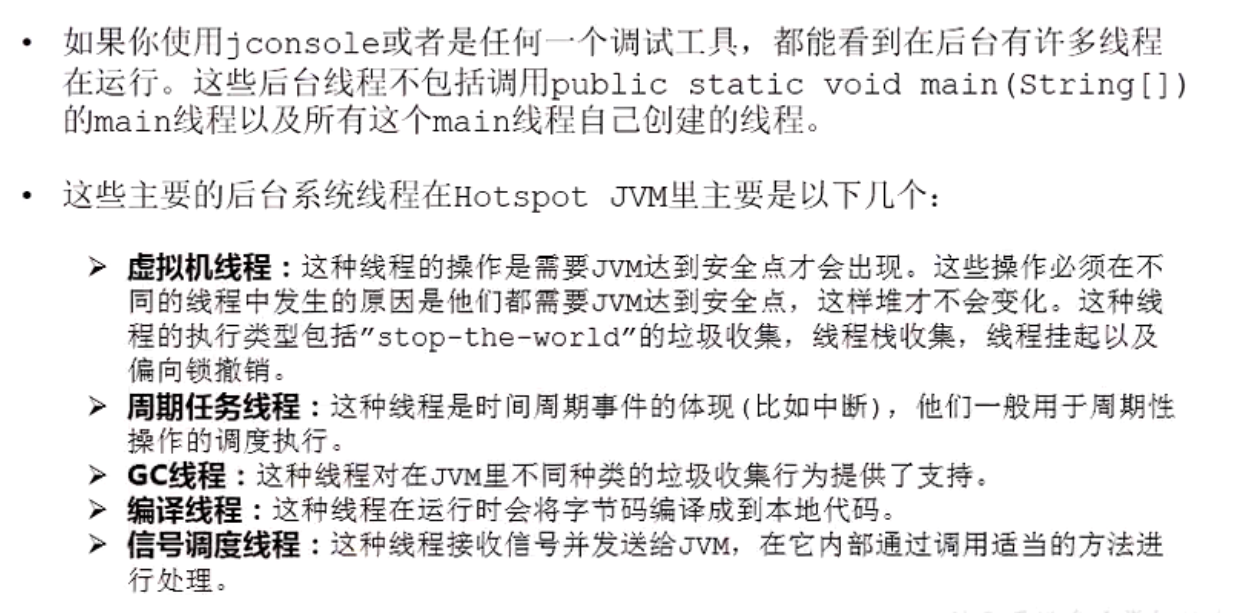 • 如果你使用jconsole或者是任何一个调试工具，都能看到在后台有许多线程
在运行。这些后台线程不包括调用public static void main(String[])
的main线程以及所有这个main线程自己创建的线程。
• 这些主要的后台系统线程在Hotspot JVM里主要是以下几个：
➢ 虚拟机线程：这种线程的操作是需要JVM达到安全点才会出现。这些操作必须在不
同的线程中发生的原因是他们都需要JVM达到安全点，这样堆才不会变化。这种线
程的执行类型包括"stop-the-world"的垃圾收集，线程栈收集，线程挂起以及
偏向锁撤销。
➢ 周期任务线程：这种线程是时间周期事件的体现(比如中断)，他们一般用于周期性
操作的调度执行。
➢ GC线程：这种线程对在JVM里不同种类的垃圾收集行为提供了支持。
➢ 编译线程：这种线程在运行时会将字节码编译成到本地代码。
➢ 信号调度线程：这种线程接收信号并发送给JVM，在它内部通过调用适当的方法进
行处理。